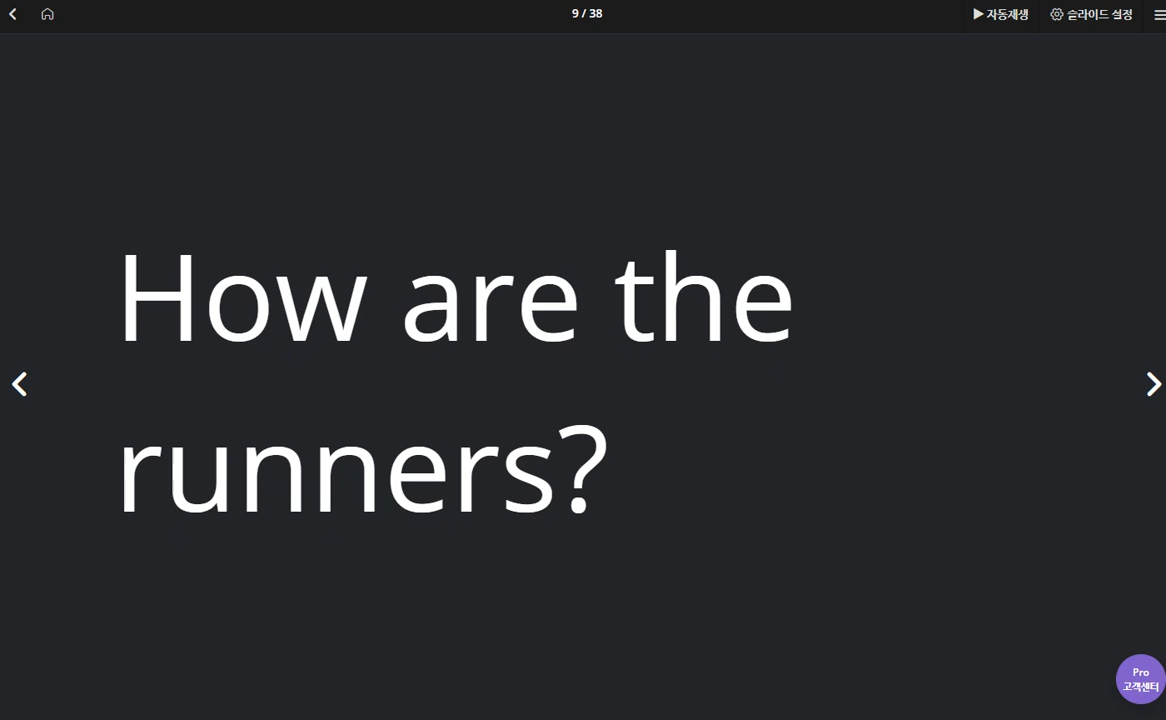 9 / 38
▶ 자동재생
슬라이드 설정
How are the
runners?
Pro
고객센터